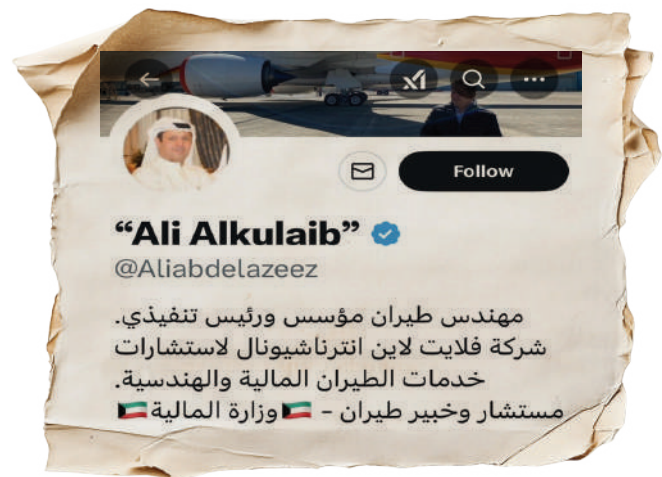 Follow
“Ali Alkulaib”
@Aliabdelazeez
مهندس طيران مؤسس ورئيس تنفيذي.
شركة فلايت لاين انترناشيونال لاستشارات
خدمات الطيران المالية والهندسية.
مستشار وخبير طيران - 🇰🇼وزارة المالية🇰🇼